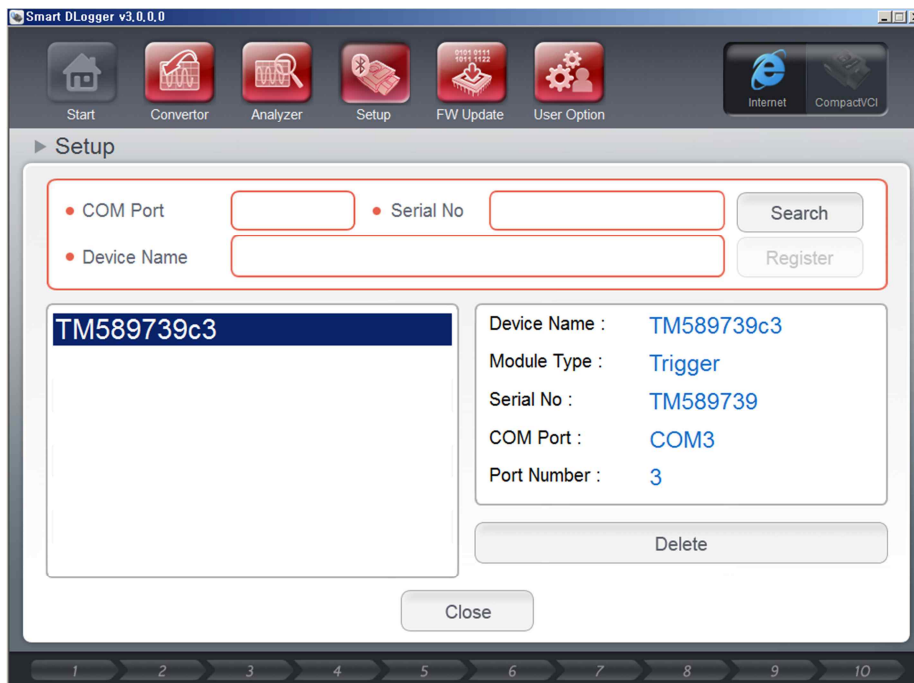 Smart DLogger v3,0,0,0
0101 0111
1011 1122
Start Convertor Analyzer Setup FW Update User Option Internet CompactVCI
Setup
COM Port Serial No Search
Device Name Register
TM589739c3
Device Name : TM589739c3
Module Type : Trigger
Serial No : TM589739
COM Port : COM3
Port Number : 3
Delete
Close
1 2 3 4 5 6 7 8 9 10